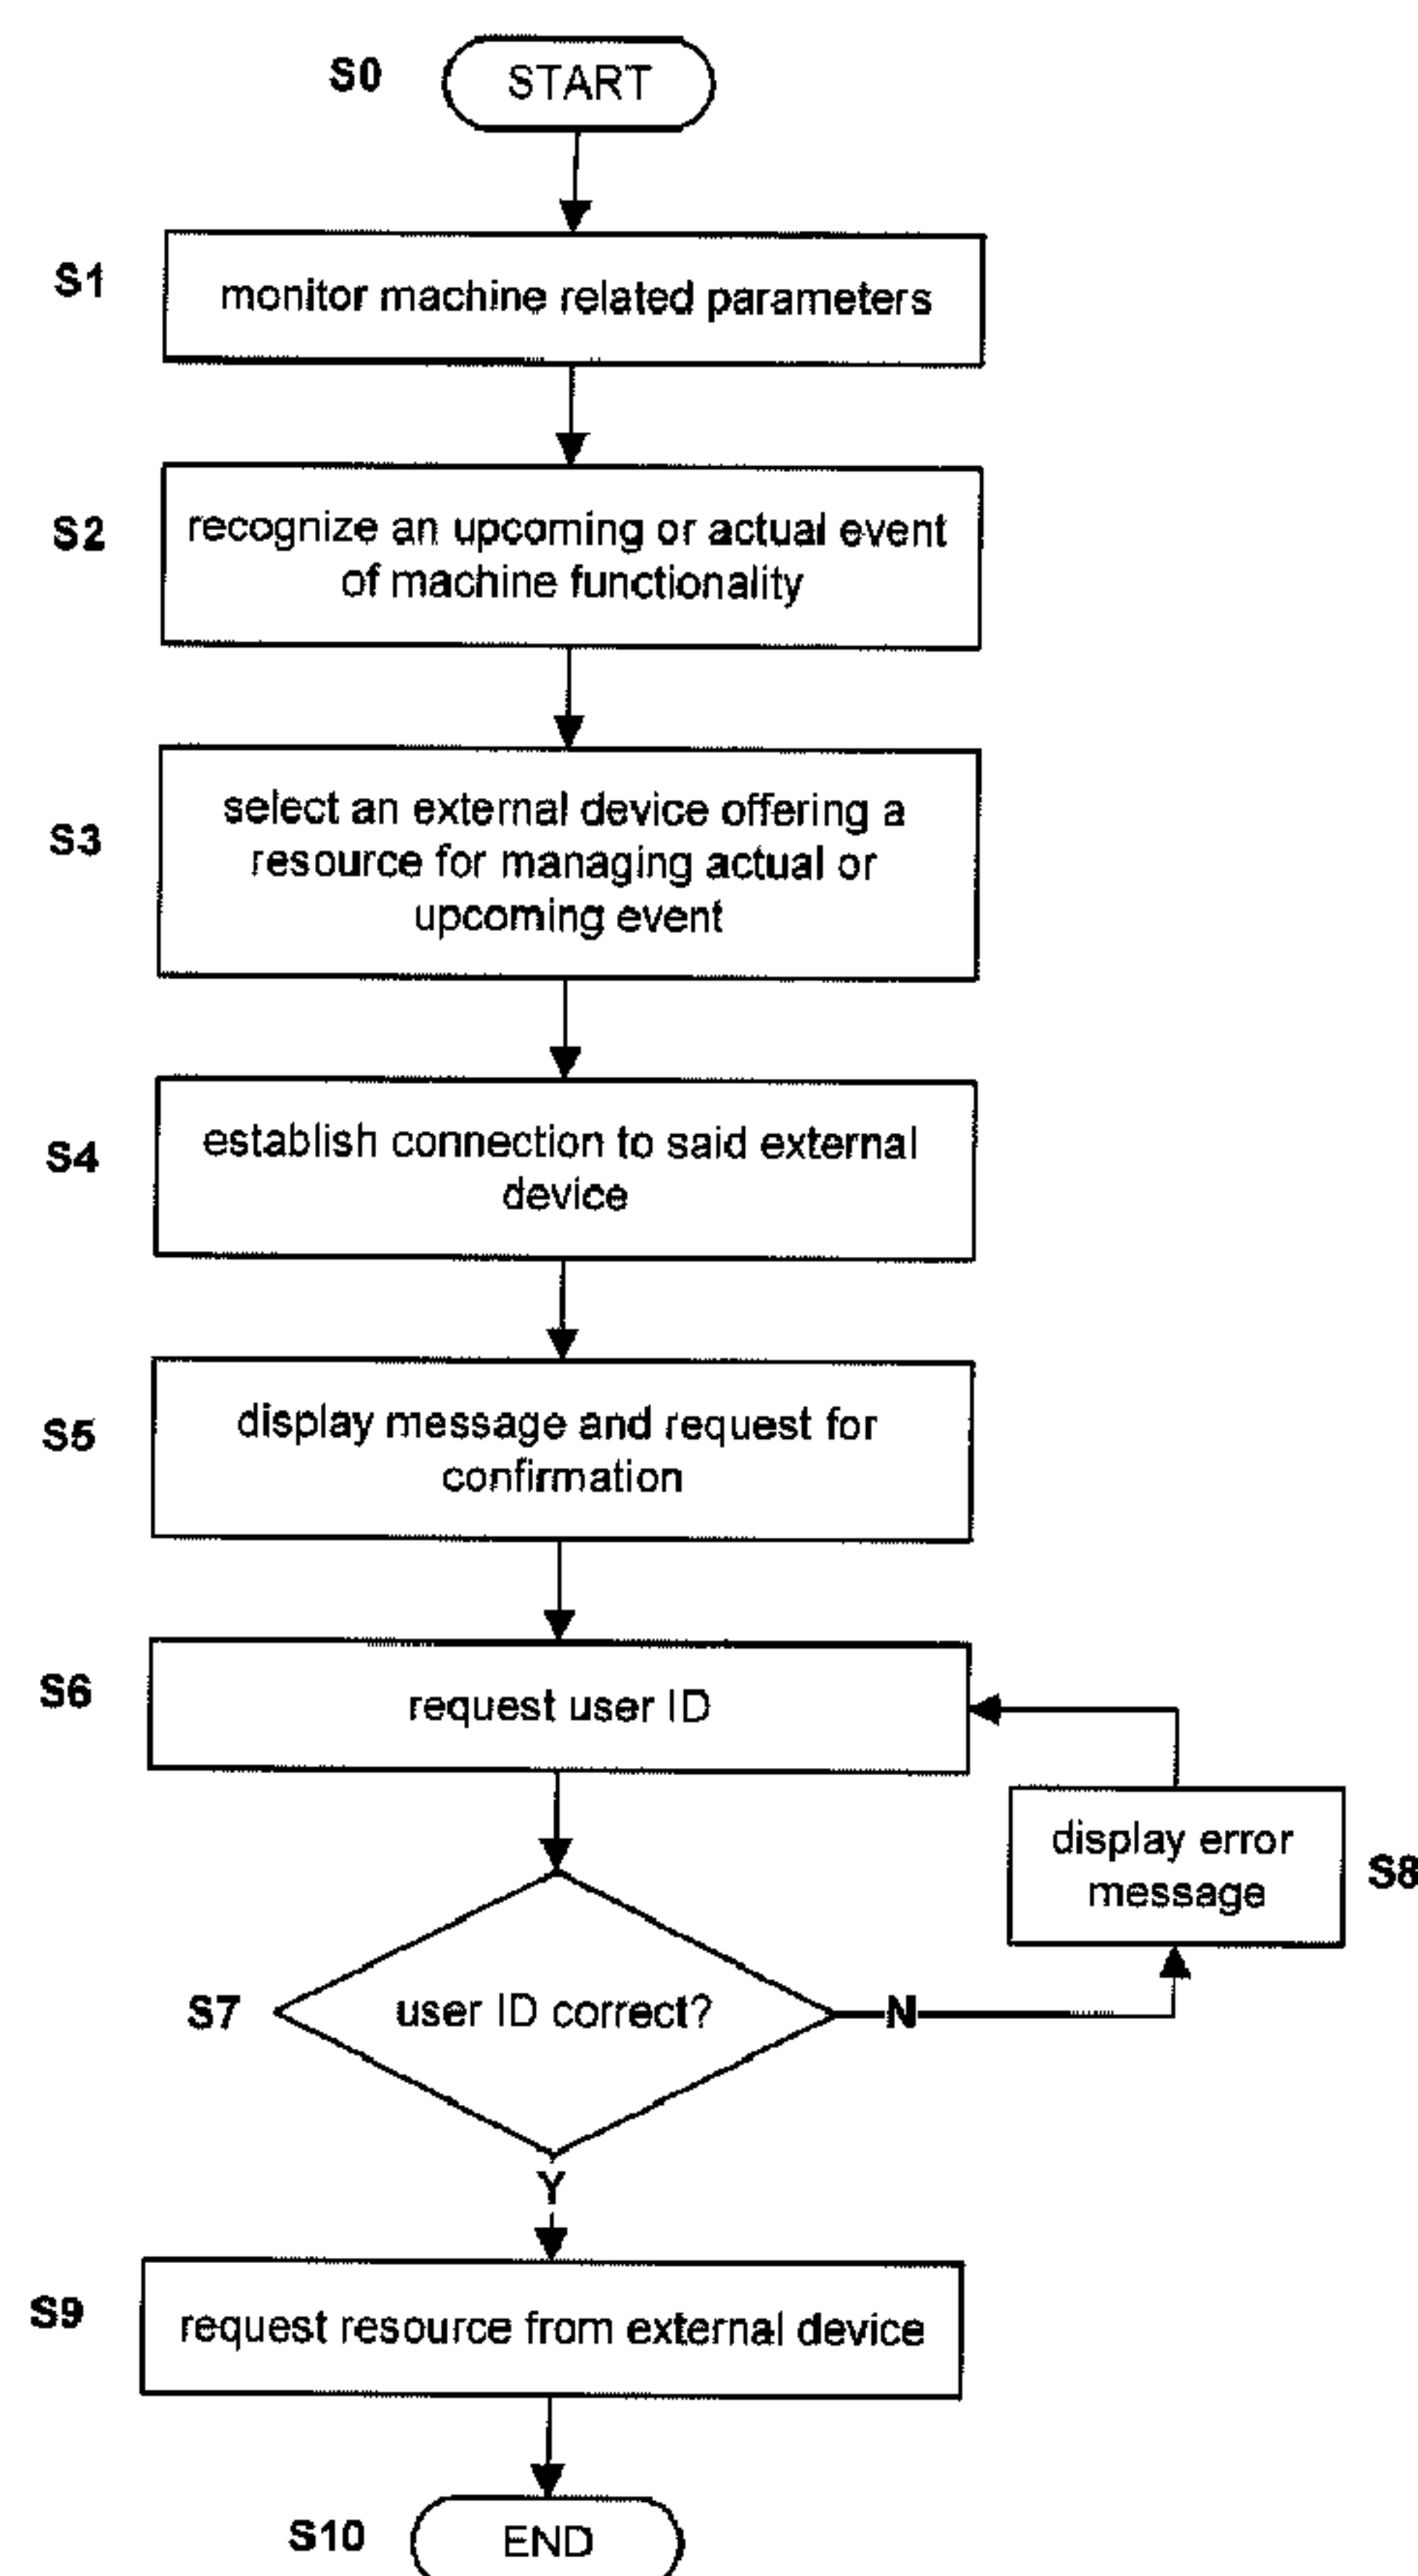 S0
START
S1
monitor machine related parameters
S2
recognize an upcoming or actual event
of machine functionality
S3
select an external device offering a
resource for managing actual or
upcoming event
S4
establish connection to said external
device
S5
display message and request for
confirmation
S6
request user ID
display error
message
S8
S7
user ID correct?
N
Y
S9
request resource from external device
S10
END